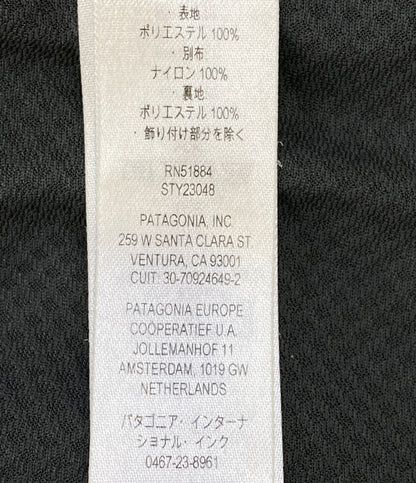 ・表地
ポリエステル 100%
・別布
ナイロン 100%
・裏地
ポリエステル 100%
・飾り付け部分を除く
RN51884
STY23048
PATAGONIA, INC
259 W SANTA CLARA ST
VENTURA, CA 93001
CUIT: 30-70924649-2
PATAGONIA EUROPE
COOPERATIEF U.A.
JOLLEMANHOF 11
AMSTERDAM, 1019 GW
NETHERLANDS
パタゴニア・インターナ
ショナル・インク
0467-23-8961